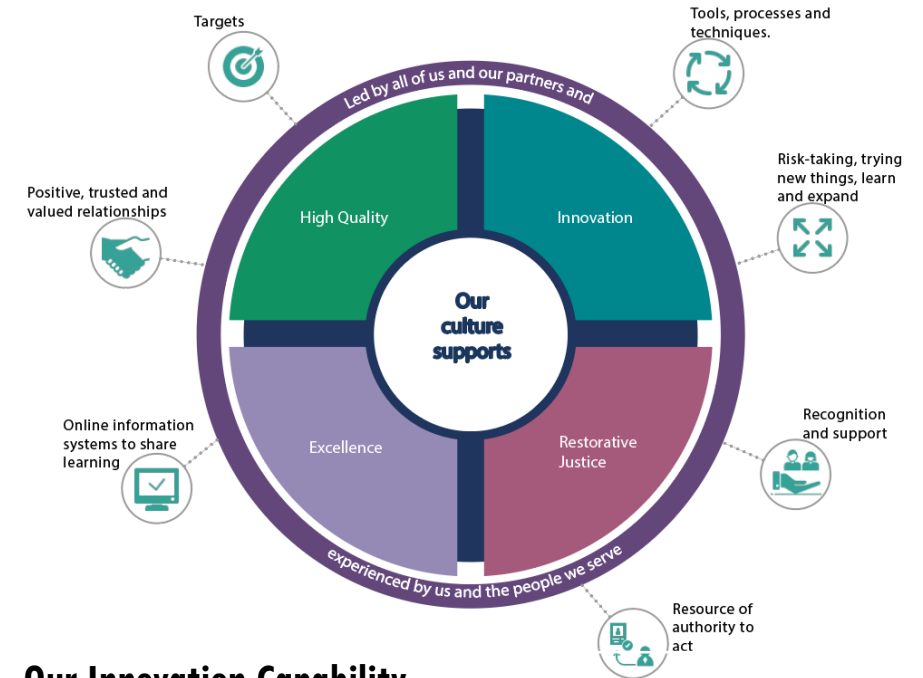 Targets
Tools, processes and
techniques.
Led by all of us and our partners and
Risk-taking, trying
new things, learn
and expand
Positive, trusted and
valued relationships
High Quality
Innovation
Our
culture
supports
Online information
systems to share
learning
Excellence
Restorative
Justice
Recognition
and support
experienced by us and the people we serve
Resource of
authority to
act
Our Innovation Capability